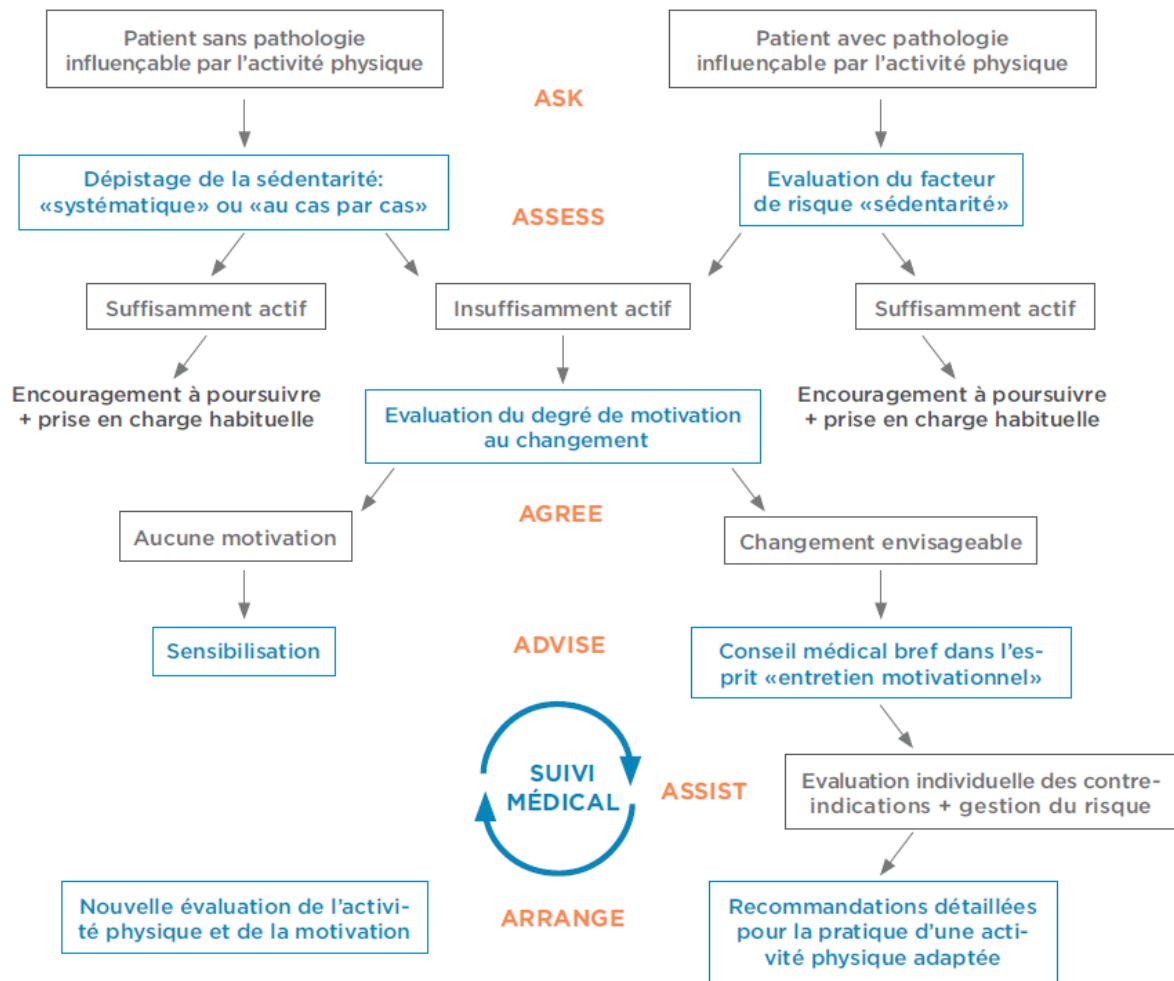 Patient sans pathologie
influençable par l'activité physique
Patient avec pathologie
influençable par l'activité physique
ASK
Dépistage de la sédentarité:
«systématique» ou «au cas par cas»
Evaluation du facteur
de risque «sédentarité»
ASSESS
Suffisamment actif
Insuffisamment actif
Suffisamment actif
Encouragement à poursuivre
+ prise en charge habituelle
Evaluation du degré de motivation
au changement
Encouragement à poursuivre
+ prise en charge habituelle
AGREE
Aucune motivation
Changement envisageable
Sensibilisation
ADVISE
Conseil médical bref dans l'es-
prit «entretien motivationnel»
SUIVI
MÉDICAL
ASSIST
Evaluation individuelle des contre-
indications + gestion du risque
Nouvelle évaluation de l'activi-
té physique et de la motivation
ARRANGE
Recommandations détaillées
pour la pratique d'une acti-
vité physique adaptée